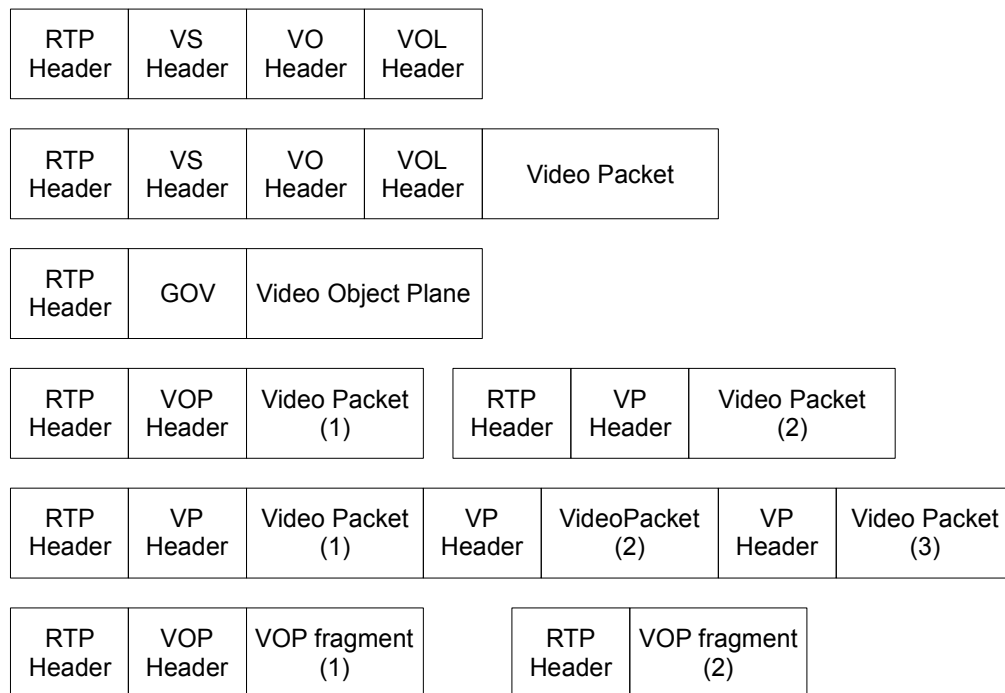 RTP Header VS Header VO Header VOL Header
RTP Header VS Header VO Header VOL Header Video Packet
RTP Header GOV Video Object Plane
RTP Header VOP Header Video Packet (1) RTP Header VP Header Video Packet (2)
RTP Header VP Header Video Packet (1) VP Header VideoPacket (2) VP Header Video Packet (3)
RTP Header VOP Header VOP fragment (1) RTP Header VOP fragment (2)